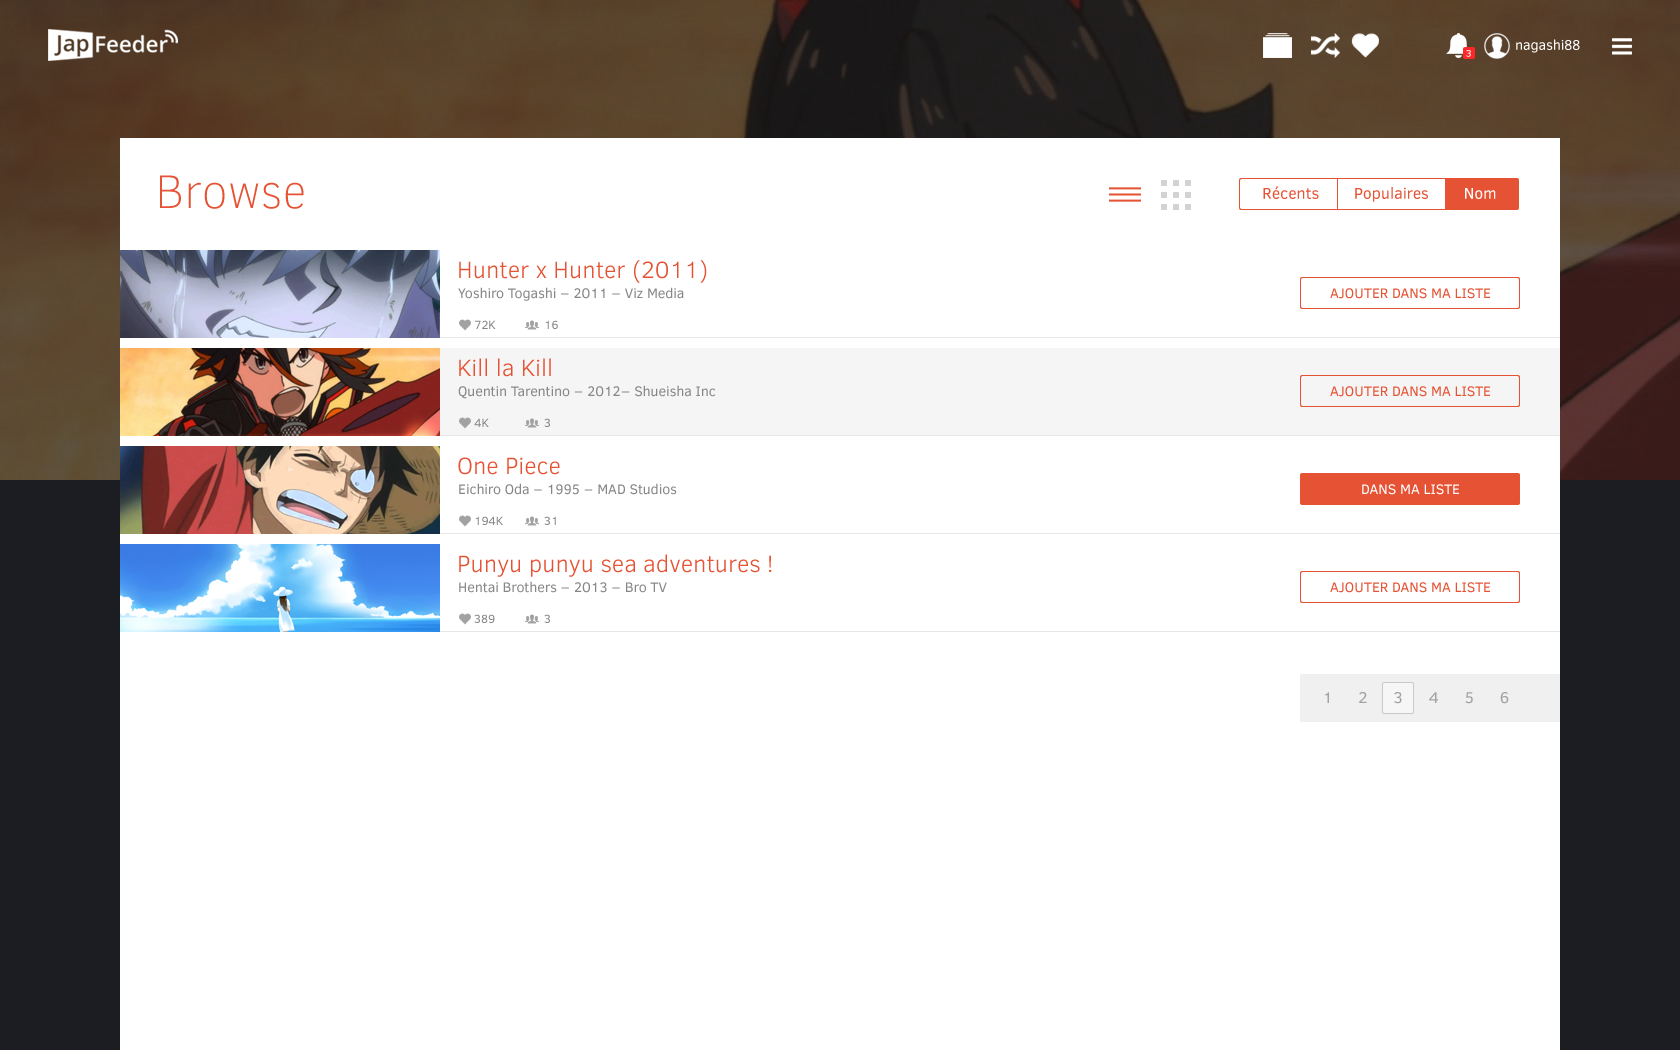 JapFeeder
3
nagashi88
Browse
Récents
Populaires
Nom
Hunter x Hunter (2011)
Yoshiro Togashi – 2011 – Viz Media
72K
16
AJOUTER DANS MA LISTE
Kill la Kill
Quentin Tarentino – 2012– Shueisha Inc
4K
3
AJOUTER DANS MA LISTE
One Piece
Eichiro Oda – 1995 – MAD Studios
194K
31
DANS MA LISTE
Punyu punyu sea adventures !
Hentai Brothers – 2013 – Bro TV
389
3
AJOUTER DANS MA LISTE
1 2 3 4 5 6